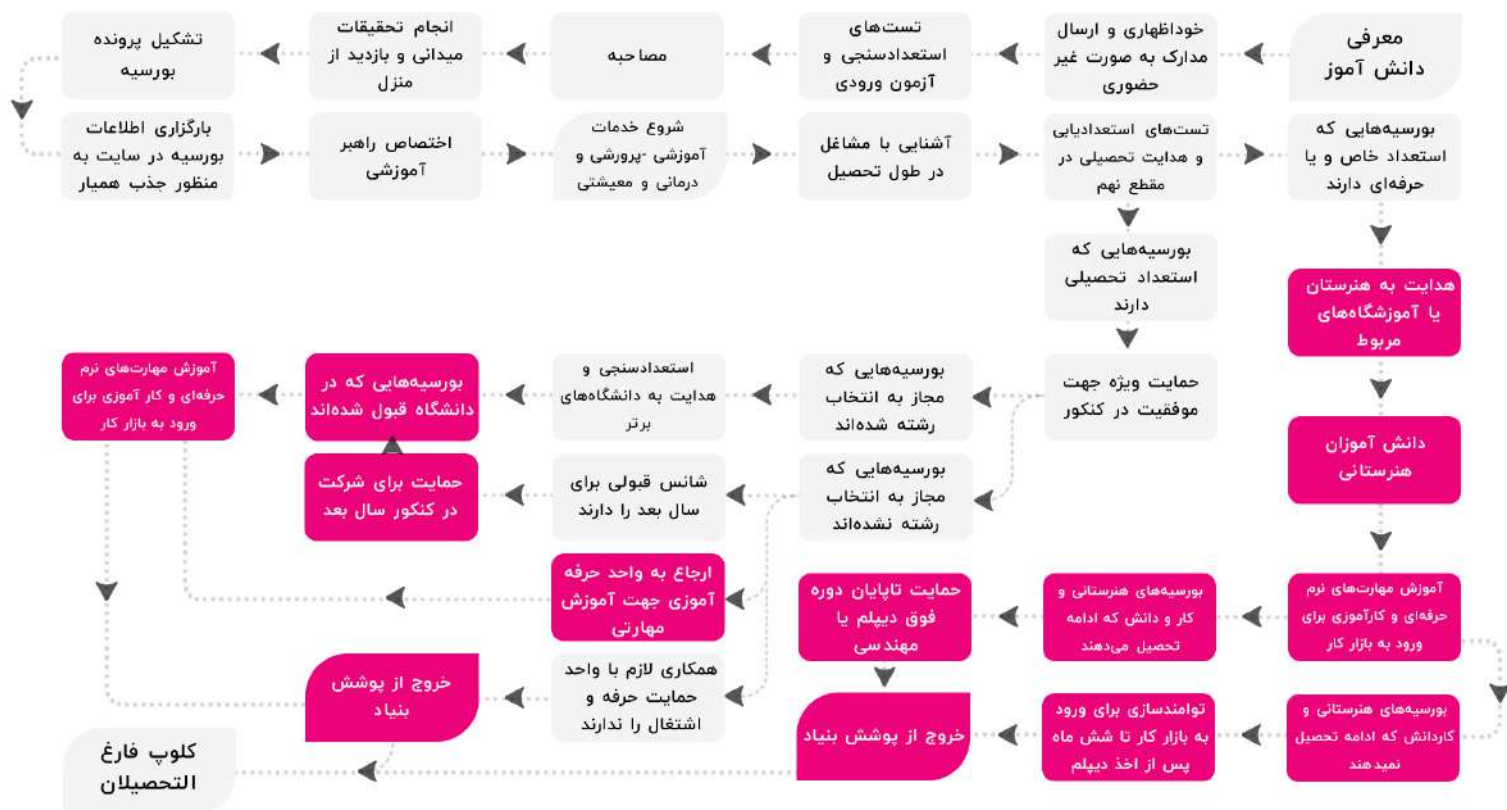 معرفی
دانش آموز
خوداظهاری و ارسال
مدارک به صورت غیر
حضوری
تست‌های
استعدادسنجی و
آزمون ورودی
مصاحبه
انجام تحقیقات
میدانی و بازدید از
منزل
تشکیل پرونده
بورسیه
بارگزاری اطلاعات
بورسیه در سایت به
منظور جذب همیار
اختصاص راهبر
آموزشی
شروع خدمات
آموزشی -پرورشی و
درمانی و معیشتی
آشنایی با مشاغل
در طول تحصیل
تست‌های استعدادیابی
و هدایت تحصیلی در
مقطع نهم
بورسیه‌هایی که
استعداد خاص و یا
حرفه‌ای دارند
بورسیه‌هایی که
استعداد تحصیلی
دارند
هدایت به هنرستان
یا آموزشگاه‌های
مربوط
حمایت ویژه جهت
موفقیت در کنکور
بورسیه‌هایی که
مجاز به انتخاب
رشته شده‌اند
استعدادسنجی و
هدایت به دانشگاه‌های
برتر
بورسیه‌هایی که در
دانشگاه قبول شده‌اند
آموزش مهارت‌های نرم
حرفه‌ای و کار آموزی برای
ورود به بازار کار
دانش آموزان
هنرستانی
بورسیه‌هایی که
مجاز به انتخاب
رشته نشده‌اند
شانس قبولی برای
سال بعد را دارند
حمایت برای شرکت
در کنکور سال بعد
ارجاع به واحد حرفه
آموزی جهت آموزش
مهارتی
آموزش مهارت‌های نرم
حرفه‌ای و کارآموزی برای
ورود به بازار کار
بورسیه‌های هنرستانی و
کار و دانش که ادامه
تحصیل می‌دهند
حمایت تاپایان دوره
فوق دیپلم یا
مهندسی
همکاری لازم با واحد
حمایت حرفه و
اشتغال را ندارند
خروج از پوشش
بنیاد
بورسیه‌های هنرستانی و
کاردانش که ادامه تحصیل
نمیدهند
توانمندسازی برای ورود
به بازار کار تا شش ماه
پس از اخذ دیپلم
خروج از پوشش بنیاد
کلوپ فارغ
التحصیلان